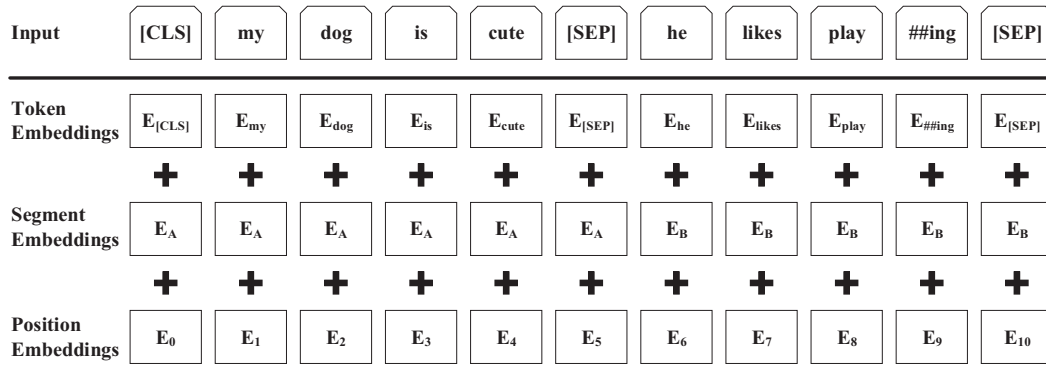 Input [CLS] my dog is cute [SEP] he likes play ##ing [SEP]
Token
Embeddings E[CLS] Emy Edog Eis Ecute E[SEP] Ehe Elikes Eplay E##ing E[SEP]
+ + + + + + + + + + +
Segment
Embeddings EA EA EA EA EA EA EB EB EB EB EB
+ + + + + + + + + + +
Position
Embeddings E0 E1 E2 E3 E4 E5 E6 E7 E8 E9 E10